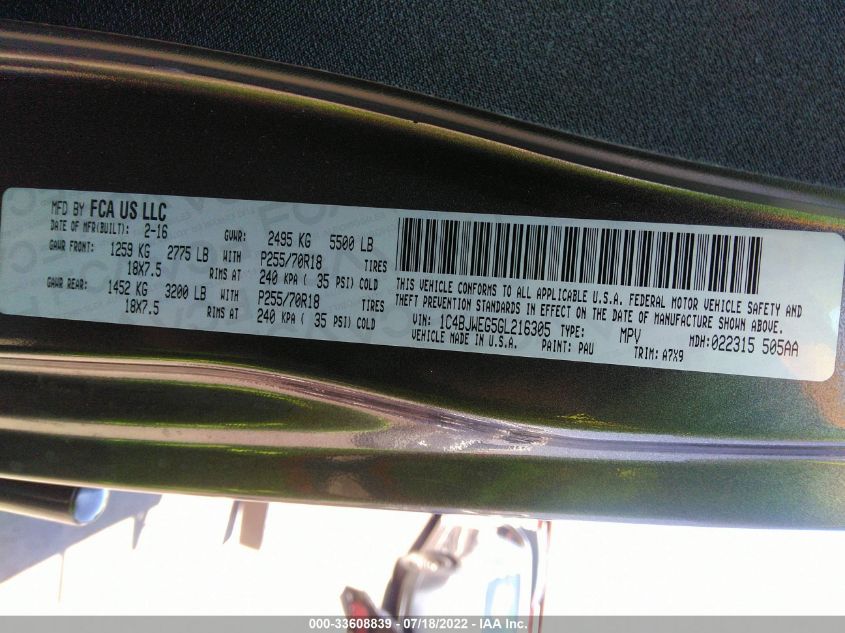 MFD BY FCA US LLC
DATE OF MFR(BUILT): 2-16 GVWR: 2495 KG 5500 LB
GAWR FRONT: 1259 KG 2775 LB WITH P255/70R18 TIRES
18X7.5 RIMS AT 240 KPA ( 35 PSI) COLD
GAWR REAR: 1452 KG 3200 LB WITH P255/70R18 TIRES
18X7.5 RIMS AT 240 KPA ( 35 PSI) COLD
THIS VEHICLE CONFORMS TO ALL APPLICABLE U.S.A. FEDERAL MOTOR VEHICLE SAFETY AND
THEFT PREVENTION STANDARDS IN EFFECT ON THE DATE OF MANUFACTURE SHOWN ABOVE.
VIN: 1C4BJWEG5GL216305 TYPE: MPV MDH:022315 505AA
VEHICLE MADE IN U.S.A. PAINT: PAU TRIM: A7X9
000-33608839 - 07/18/2022 - IAA Inc.